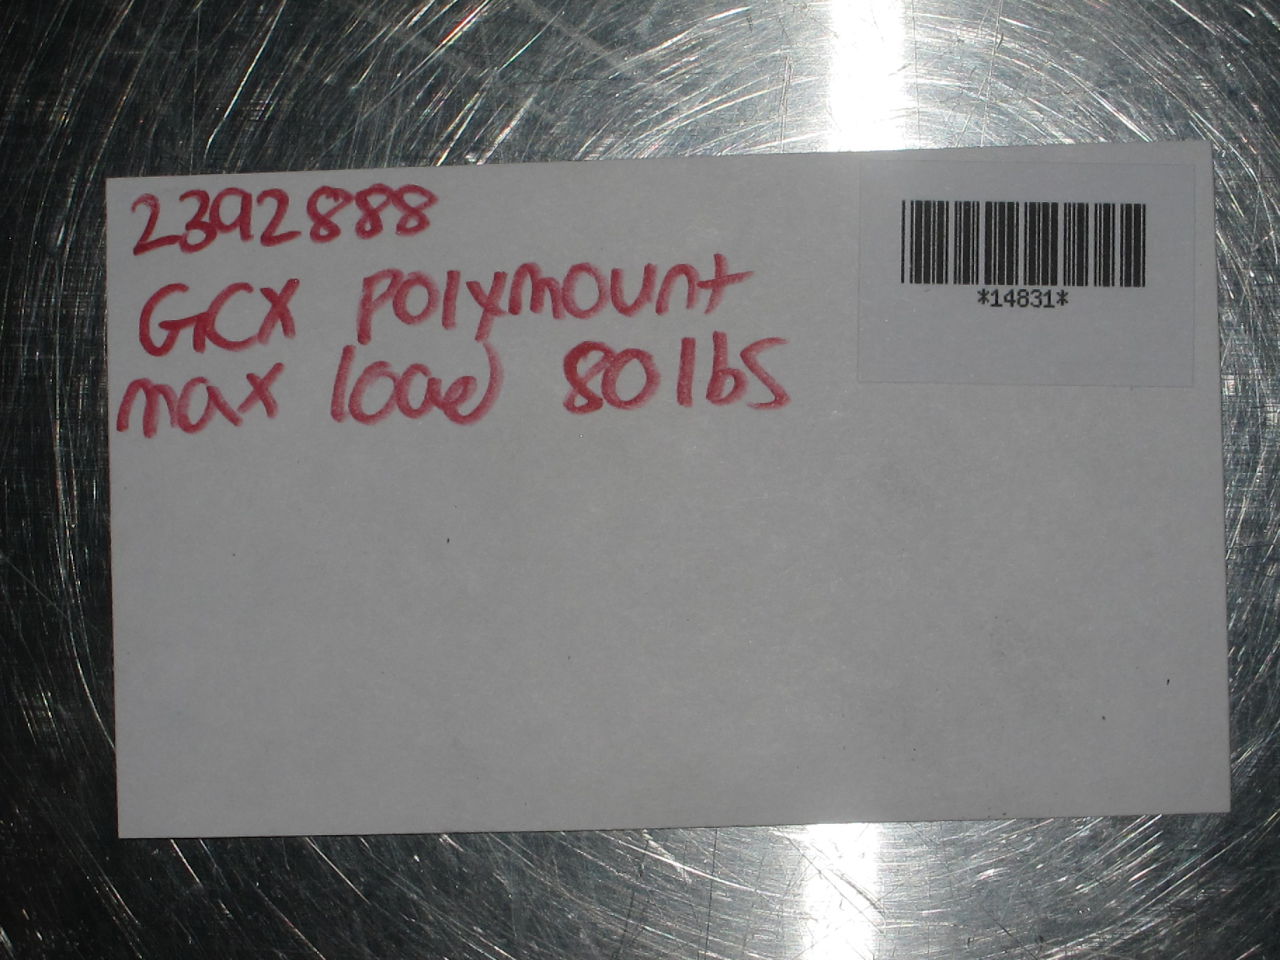 2392888
GCX polymount
max load 80lbs
*14831*